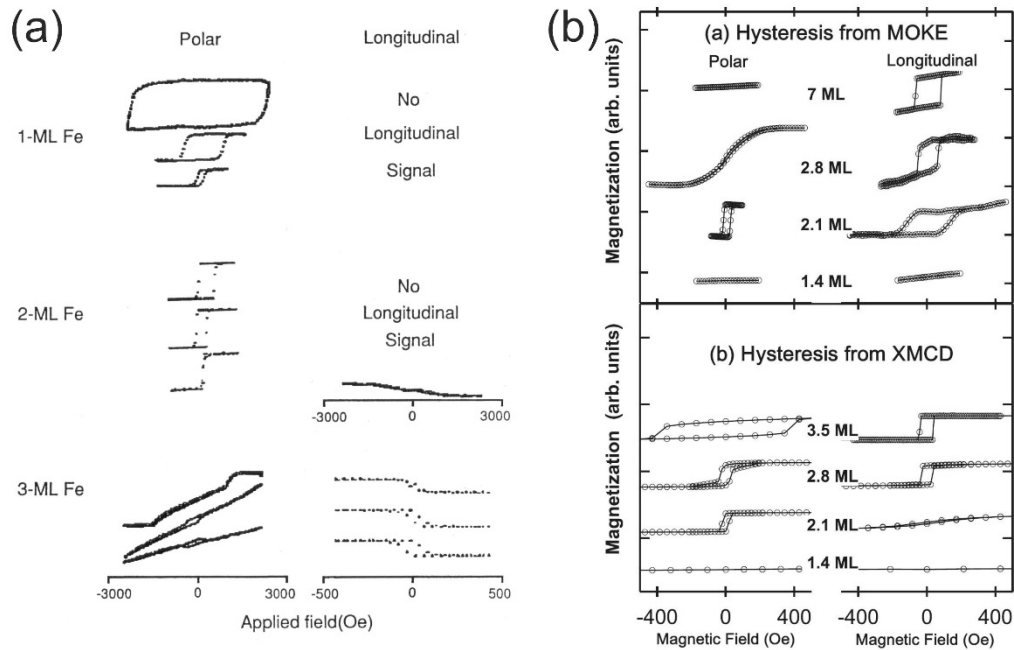 (a)
Polar Longitudinal
1-ML Fe
No
Longitudinal
Signal
2-ML Fe
No
Longitudinal
Signal
-3000 0 3000
3-ML Fe
-3000 0 3000
-500 0 500
Applied field(Oe)
(b)
(a) Hysteresis from MOKE
Polar Longitudinal
Magnetization (arb. units)
7 ML
2.8 ML
2.1 ML
1.4 ML
(b) Hysteresis from XMCD
Magnetization (arb. units)
3.5 ML
2.8 ML
2.1 ML
1.4 ML
-400 0 400
-400 0 400
Magnetic Field (Oe) Magnetic Field (Oe)